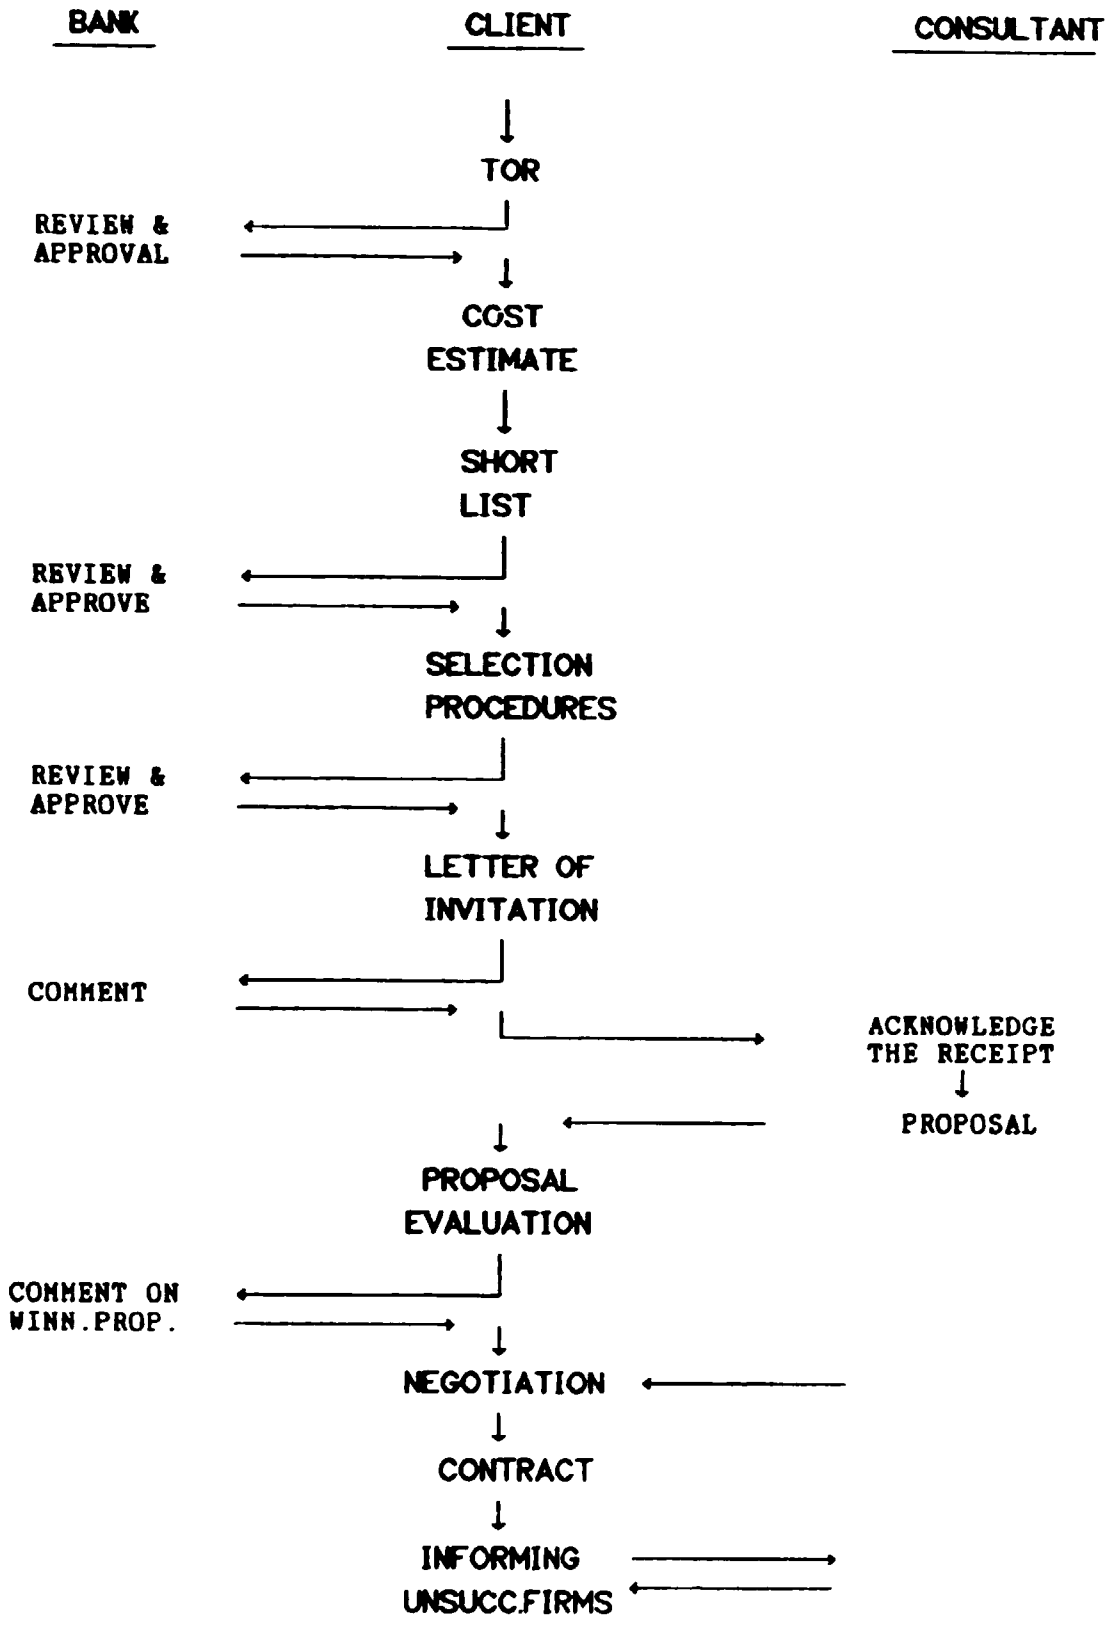 BANK
CLIENT
CONSULTANT
TOR
REVIEW &
APPROVAL
COST
ESTIMATE
SHORT
LIST
REVIEW &
APPROVE
SELECTION
PROCEDURES
REVIEW &
APPROVE
LETTER OF
INVITATION
COMMENT
ACKNOWLEDGE
THE RECEIPT
PROPOSAL
PROPOSAL
EVALUATION
COMMENT ON
WINN.PROP.
NEGOTIATION
CONTRACT
INFORMING
UNSUCC.FIRMS